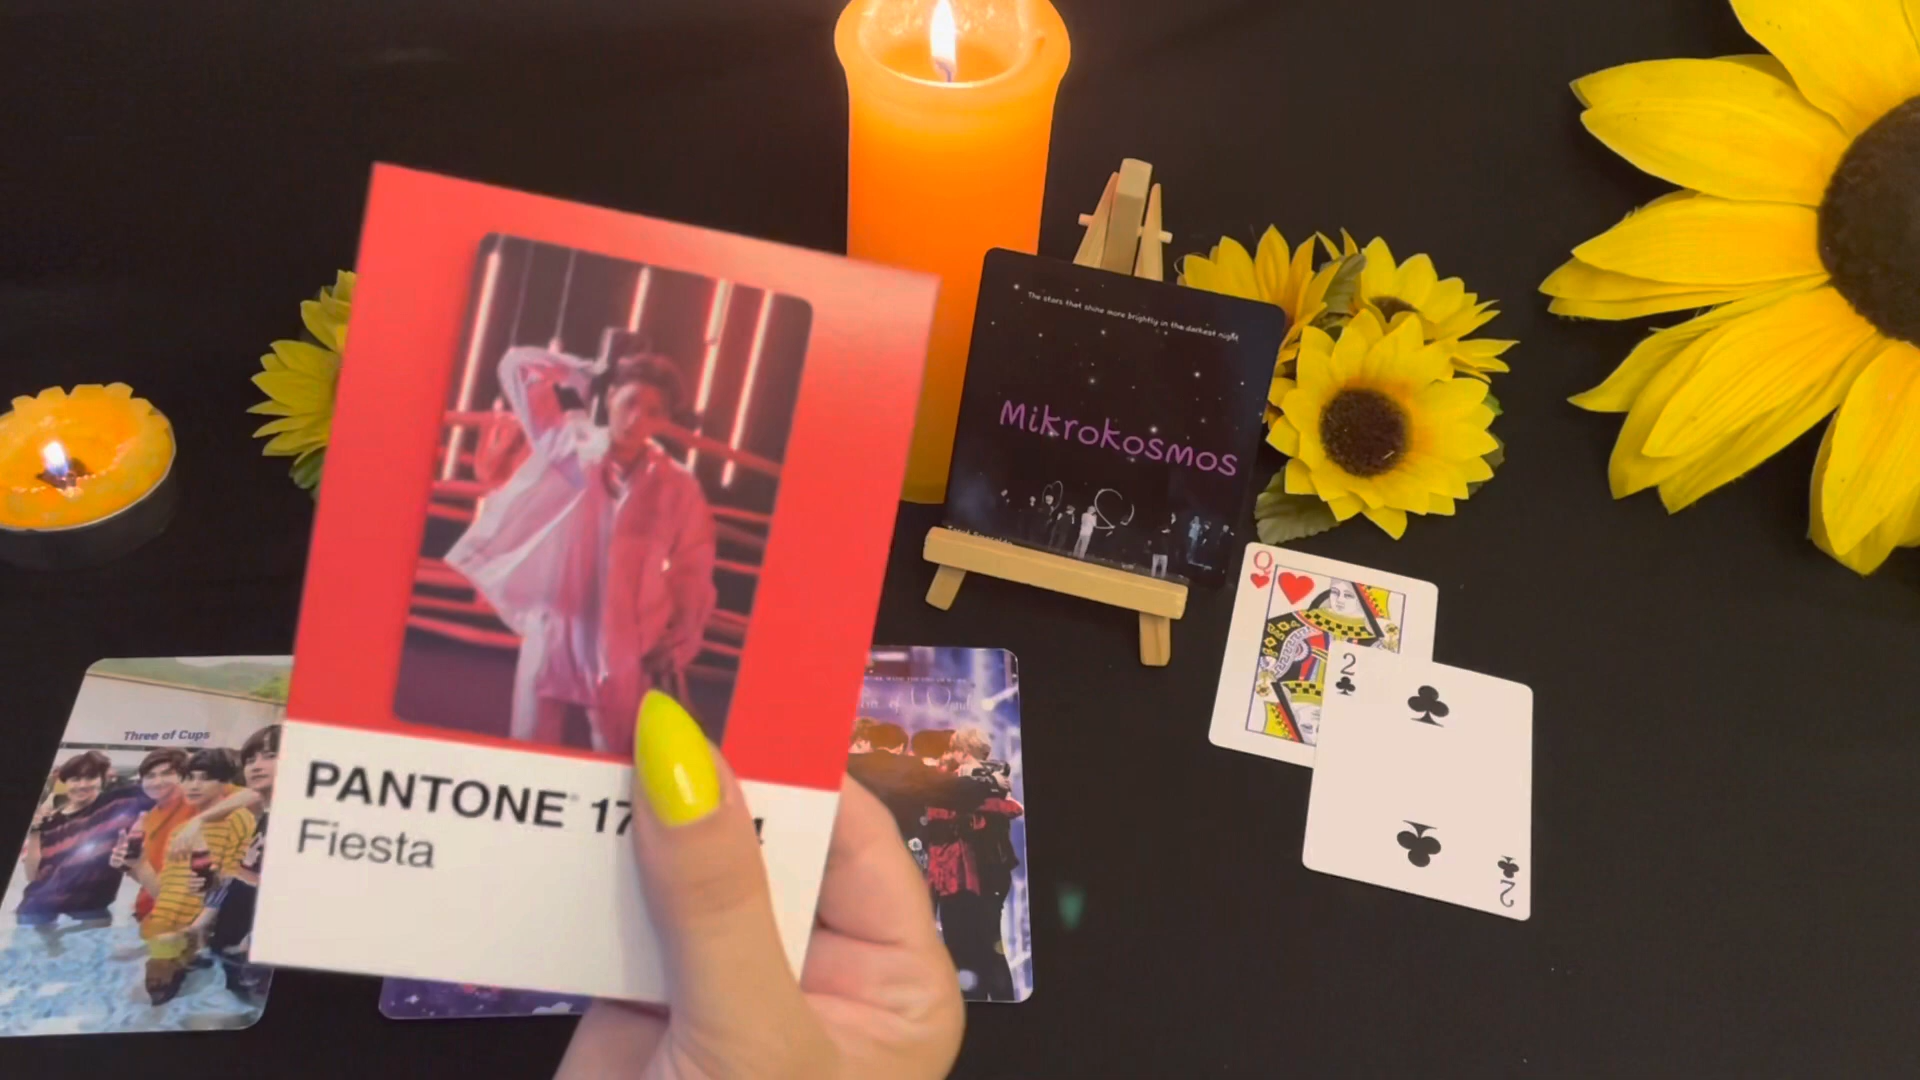 The stars that shine more brightly in the darkest night
Mikrokosmos
Q
2
2
Three of Cups
PANTONE® 17
Fiesta